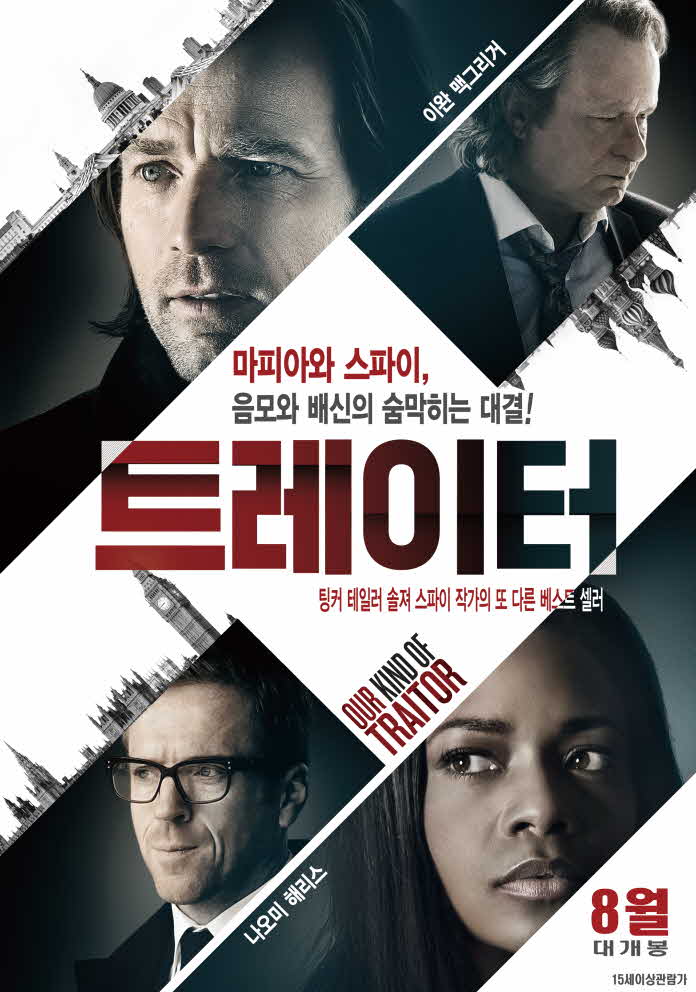 이완 맥그리거
마피아와 스파이,
음모와 배신의 숨막히는 대결!
트레이터
팅커 테일러 솔져 스파이 작가의 또 다른 베스트 셀러
OUR KIND OF
TRAITOR
나오미 해리스
8월
대개봉
15세이상관람가